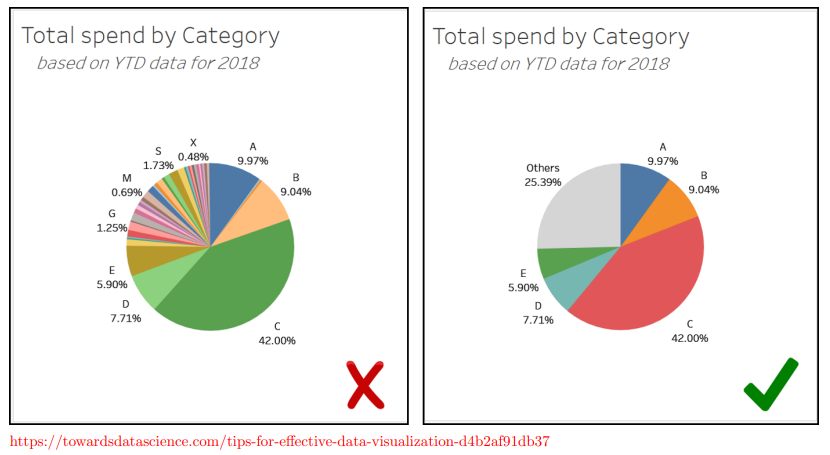 Total spend by Category
based on YTD data for 2018
X
0.48%
A
9.97%
S
1.73%
B
9.04%
M
0.69%
G
1.25%
E
5.90%
D
7.71%
C
42.00%
Total spend by Category
based on YTD data for 2018
A
9.97%
Others
25.39%
B
9.04%
E
5.90%
D
7.71%
C
42.00%
https://towardsdatascience.com/tips-for-effective-data-visualization-d4b2af91db37